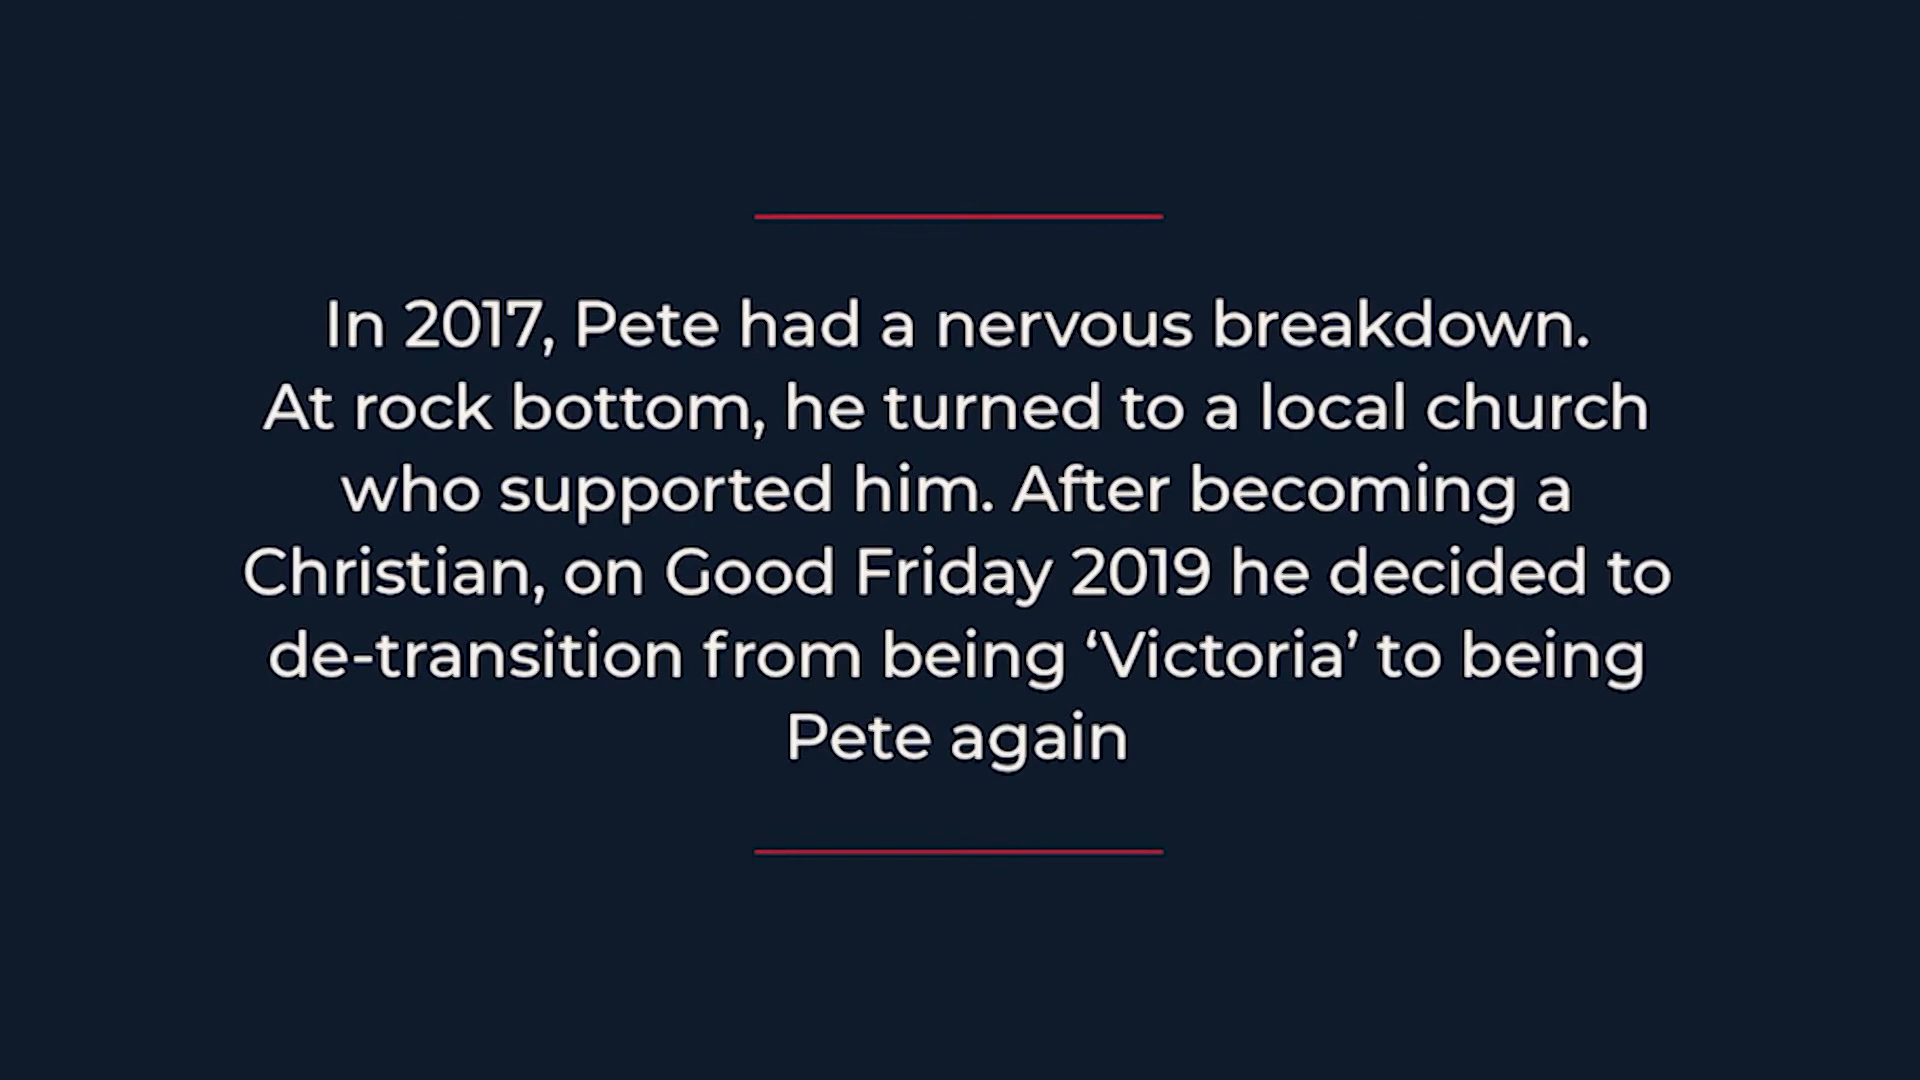 In 2017, Pete had a nervous breakdown.
At rock bottom, he turned to a local church
who supported him. After becoming a
Christian, on Good Friday 2019 he decided to
de-transition from being ‘Victoria’ to being
Pete again